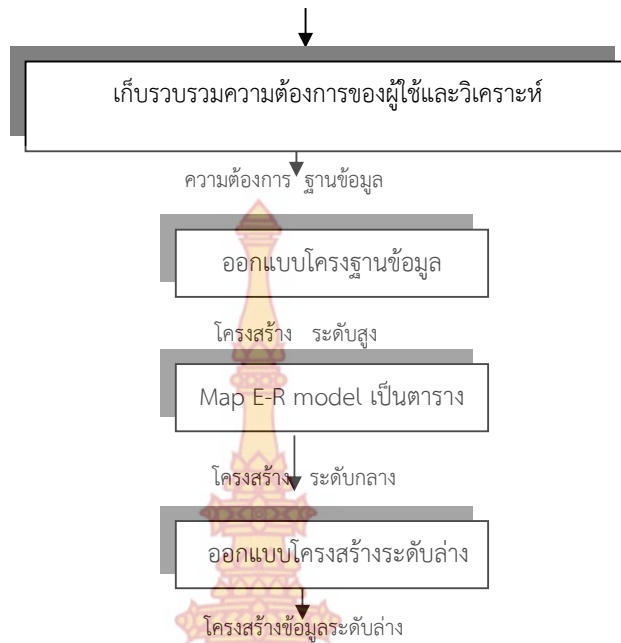 เก็บรวบรวมความต้องการของผู้ใช้และวิเคราะห์
ความต้องการ ฐานข้อมูล
ออกแบบโครงฐานข้อมูล
โครงสร้าง ระดับสูง
Map E-R model เป็นตาราง
โครงสร้าง ระดับกลาง
ออกแบบโครงสร้างระดับล่าง
โครงสร้างข้อมูลระดับล่าง